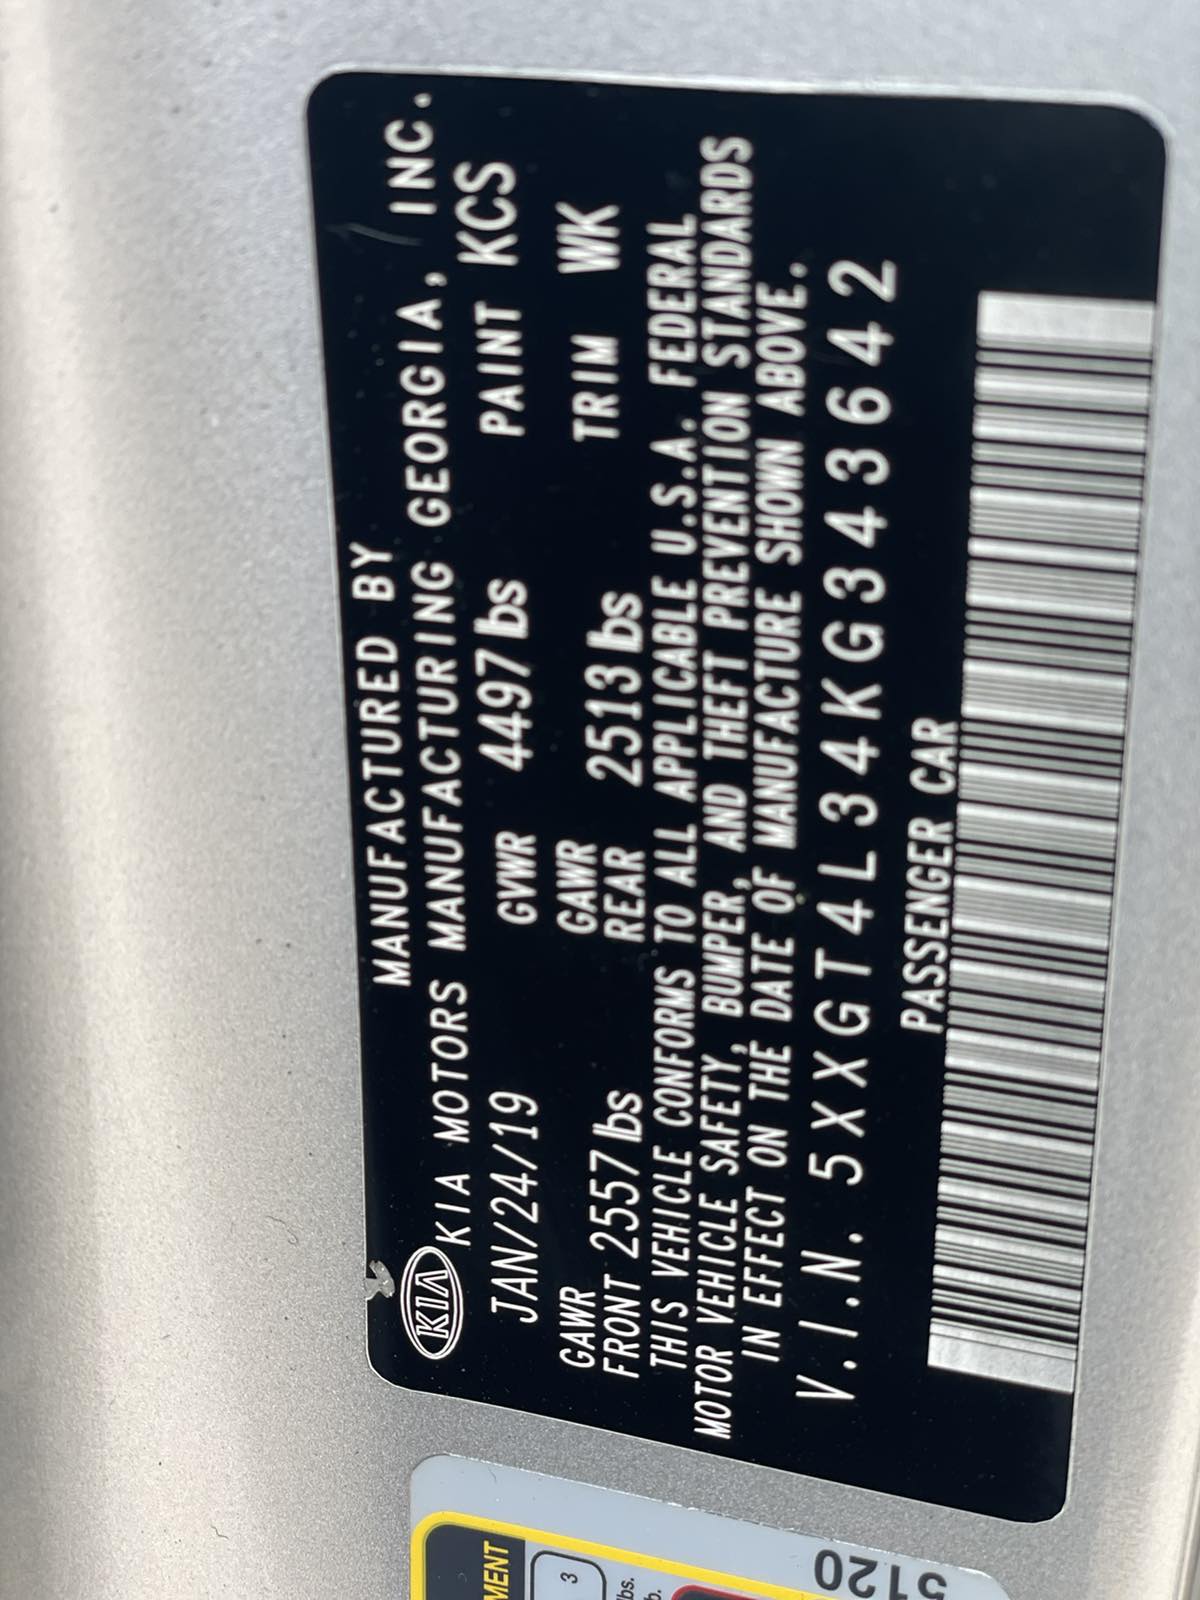 MANUFACTURED BY
KIA KIA MOTORS MANUFACTURING GEORGIA, INC.
JAN/24/19 GVWR 4497 lbs PAINT KCS
GAWR GAWR TRIM WK
FRONT 2557 lbs REAR 2513 lbs
THIS VEHICLE CONFORMS TO ALL APPLICABLE U.S.A. FEDERAL
MOTOR VEHICLE SAFETY, BUMPER, AND THEFT PREVENTION STANDARDS
IN EFFECT ON THE DATE OF MANUFACTURE SHOWN ABOVE.
V.I.N. 5XXGT4L34KG343642
PASSENGER CAR
3
lbs.
5120